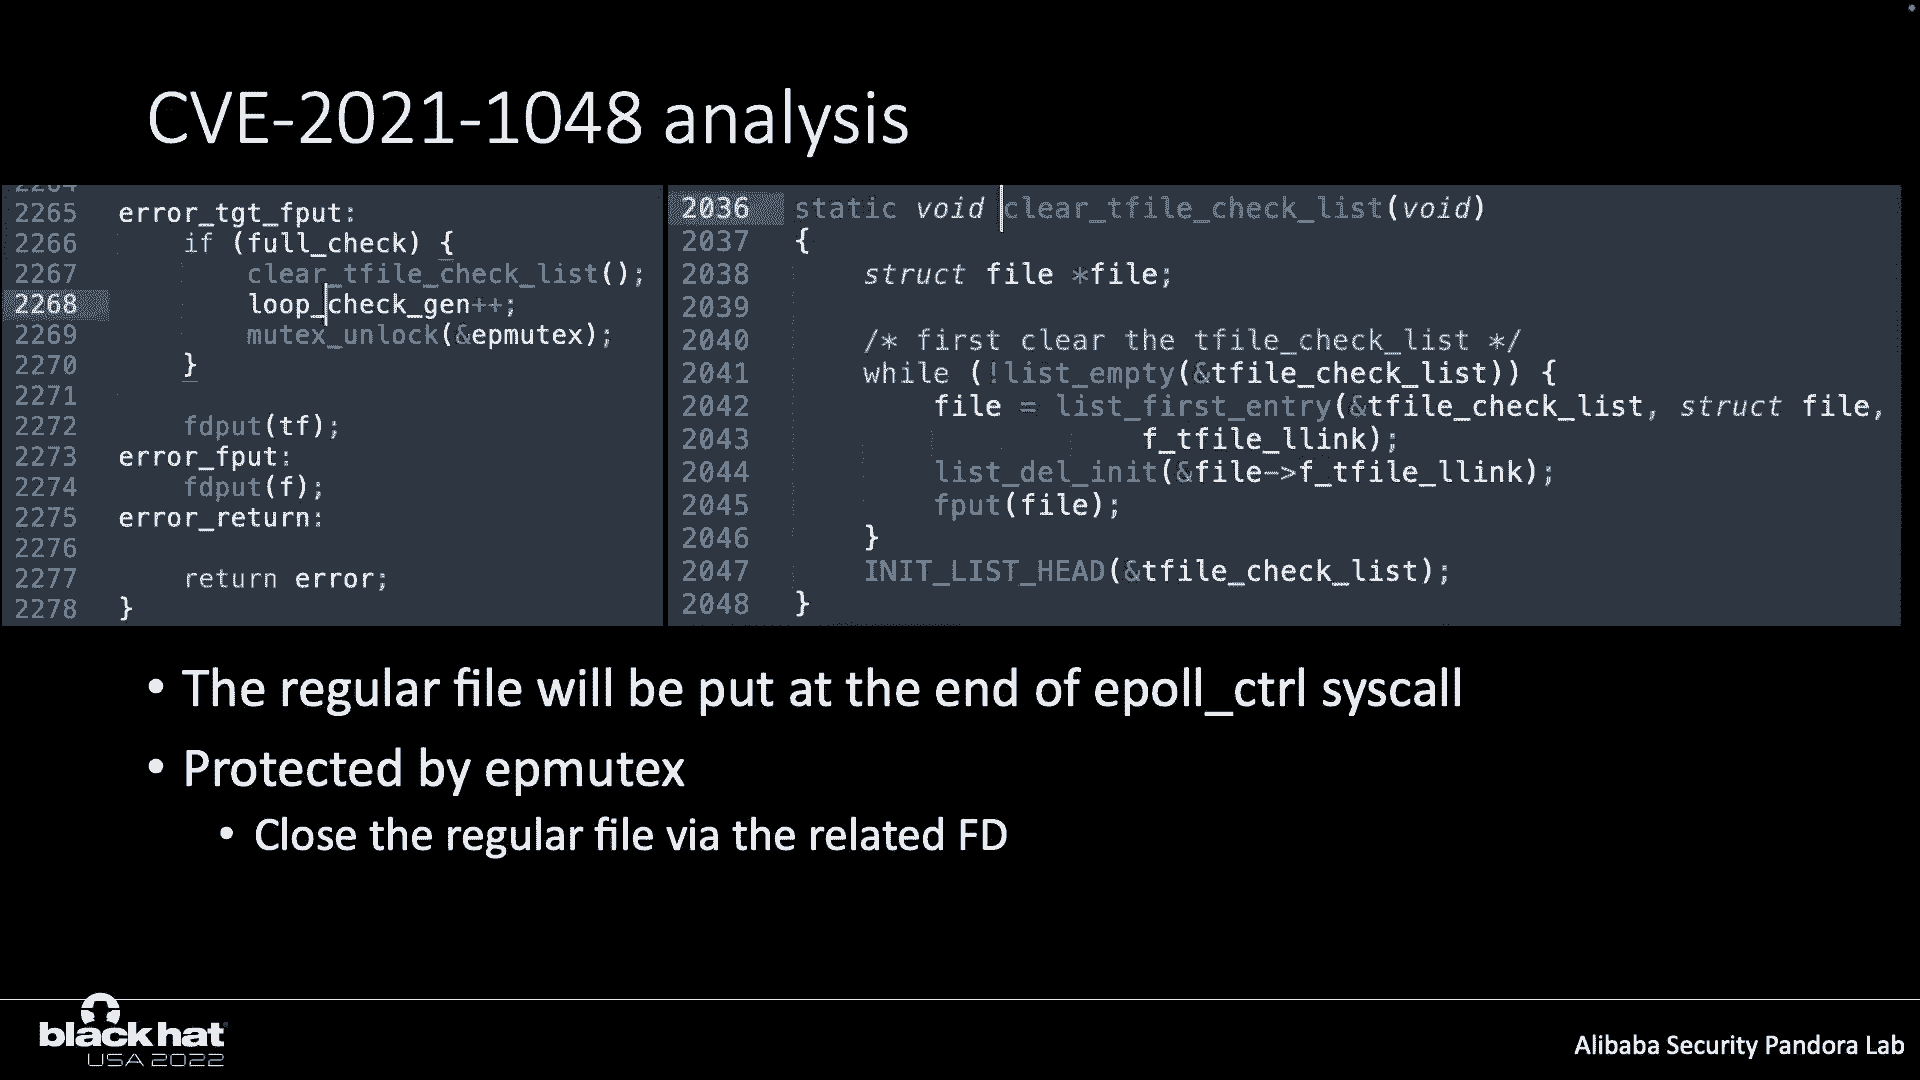 CVE-2021-1048 analysis
2265 error_tgt_fput:
2266 if (full_check) {
2267 clear_tfile_check_list();
2268 loop_check_gen++;
2269 mutex_unlock(&epmutex);
2270 }
2271
2272 fdput(tf);
2273 error_fput:
2274 fdput(f);
2275 error_return:
2276
2277 return error;
2278 }
2036 static void clear_tfile_check_list(void)
2037 {
2038 struct file *file;
2039
2040 /* first clear the tfile_check_list */
2041 while (!list_empty(&tfile_check_list)) {
2042 file = list_first_entry(&tfile_check_list, struct file,
2043 f_tfile_llink);
2044 list_del_init(&file->f_tfile_llink);
2045 fput(file);
2046 }
2047 INIT_LIST_HEAD(&tfile_check_list);
2048 }
• The regular file will be put at the end of epoll_ctrl syscall
• Protected by epmutex
• Close the regular file via the related FD
black hat
USA 2022
Alibaba Security Pandora Lab